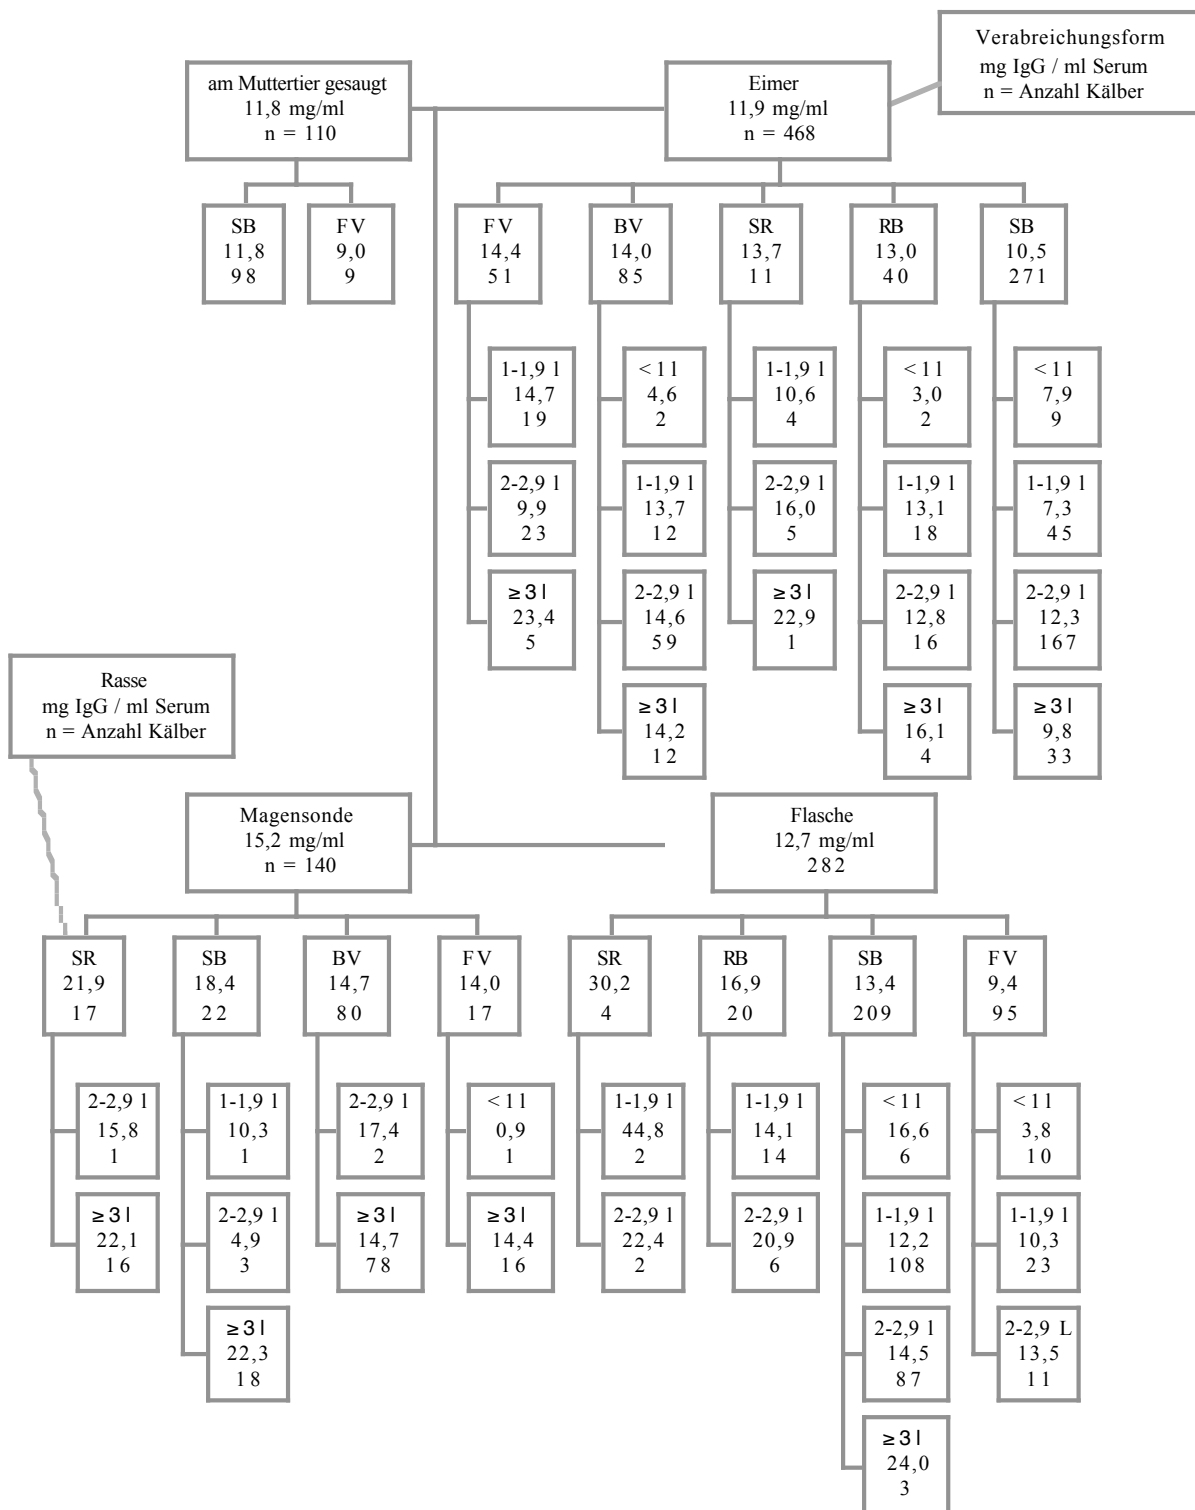 Verabreichungsform
mg IgG / ml Serum
n = Anzahl Kälber
am Muttertier gesaugt
11,8 mg/ml
n = 110
Eimer
11,9 mg/ml
n = 468
SB
11,8
98
FV
9,0
9
FV
14,4
51
BV
14,0
85
SR
13,7
11
RB
13,0
40
SB
10,5
271
1-1,9 l
14,7
19
2-2,9 l
9,9
23
≥ 3 l
23,4
5
< 1 l
4,6
2
1-1,9 l
13,7
12
2-2,9 l
14,6
59
≥ 3 l
14,2
12
1-1,9 l
10,6
4
2-2,9 l
16,0
5
≥ 3 l
22,9
1
< 1 l
3,0
2
1-1,9 l
13,1
18
2-2,9 l
12,8
16
≥ 3 l
16,1
4
< 1 l
7,9
9
1-1,9 l
7,3
45
2-2,9 l
12,3
167
≥ 3 l
9,8
33
Rasse
mg IgG / ml Serum
n = Anzahl Kälber
Magensonde
15,2 mg/ml
n = 140
Flasche
12,7 mg/ml
282
SR
21,9
17
SB
18,4
22
BV
14,7
80
FV
14,0
17
SR
30,2
4
RB
16,9
20
SB
13,4
209
FV
9,4
95
2-2,9 l
15,8
1
≥ 3 l
22,1
16
1-1,9 l
10,3
1
2-2,9 l
4,9
3
≥ 3 l
22,3
18
2-2,9 l
17,4
2
≥ 3 l
14,7
78
< 1 l
0,9
1
≥ 3 l
14,4
16
1-1,9 l
44,8
2
2-2,9 l
22,4
2
1-1,9 l
14,1
14
2-2,9 l
20,9
6
< 1 l
16,6
6
1-1,9 l
12,2
108
2-2,9 l
14,5
87
≥ 3 l
24,0
3
< 1 l
3,8
10
1-1,9 l
10,3
23
2-2,9 L
13,5
11